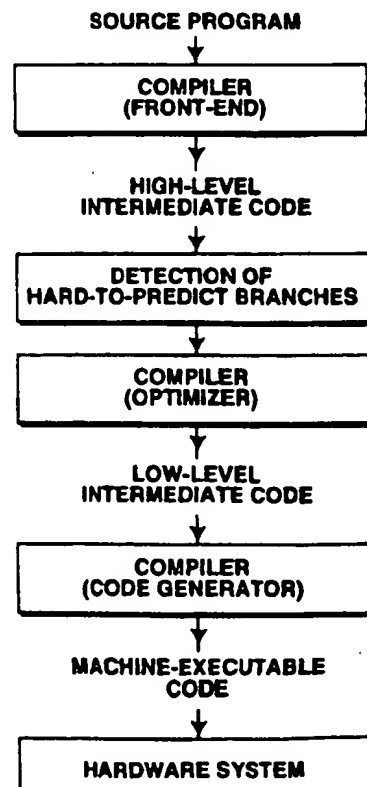 SOURCE PROGRAM
COMPILER
(FRONT-END)
HIGH-LEVEL
INTERMEDIATE CODE
DETECTION OF
HARD-TO-PREDICT BRANCHES
COMPILER
(OPTIMIZER)
LOW-LEVEL
INTERMEDIATE CODE
COMPILER
(CODE GENERATOR)
MACHINE-EXECUTABLE
CODE
HARDWARE SYSTEM